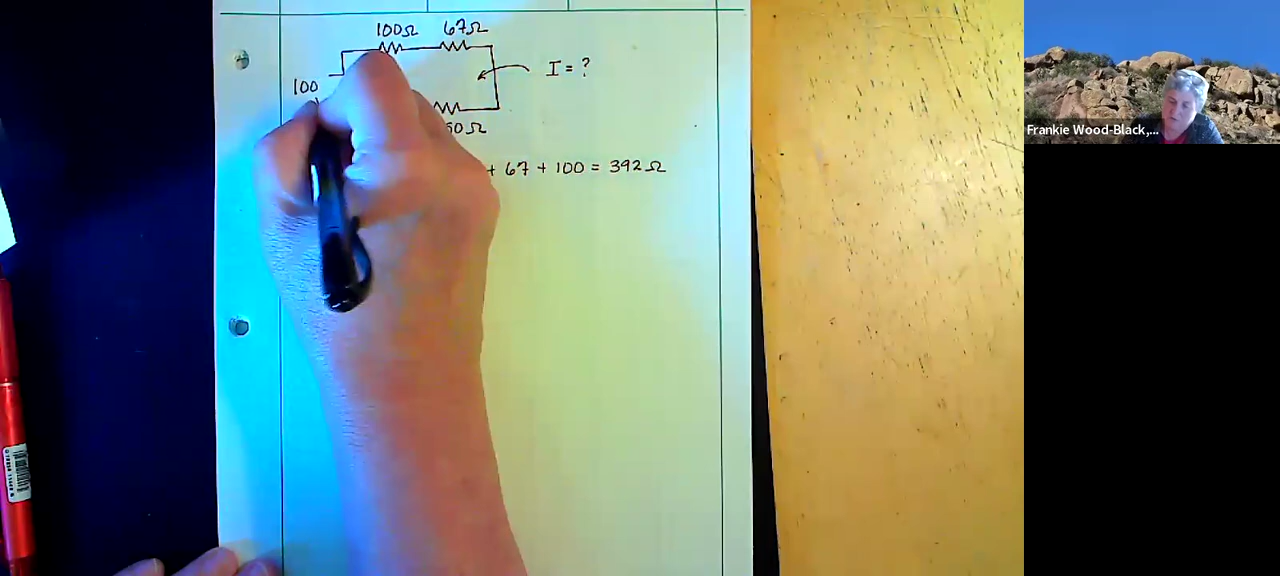 100Ω 67Ω
I = ?
100
50Ω
+ 67 + 100 = 392Ω
Frankie Wood-Black,...